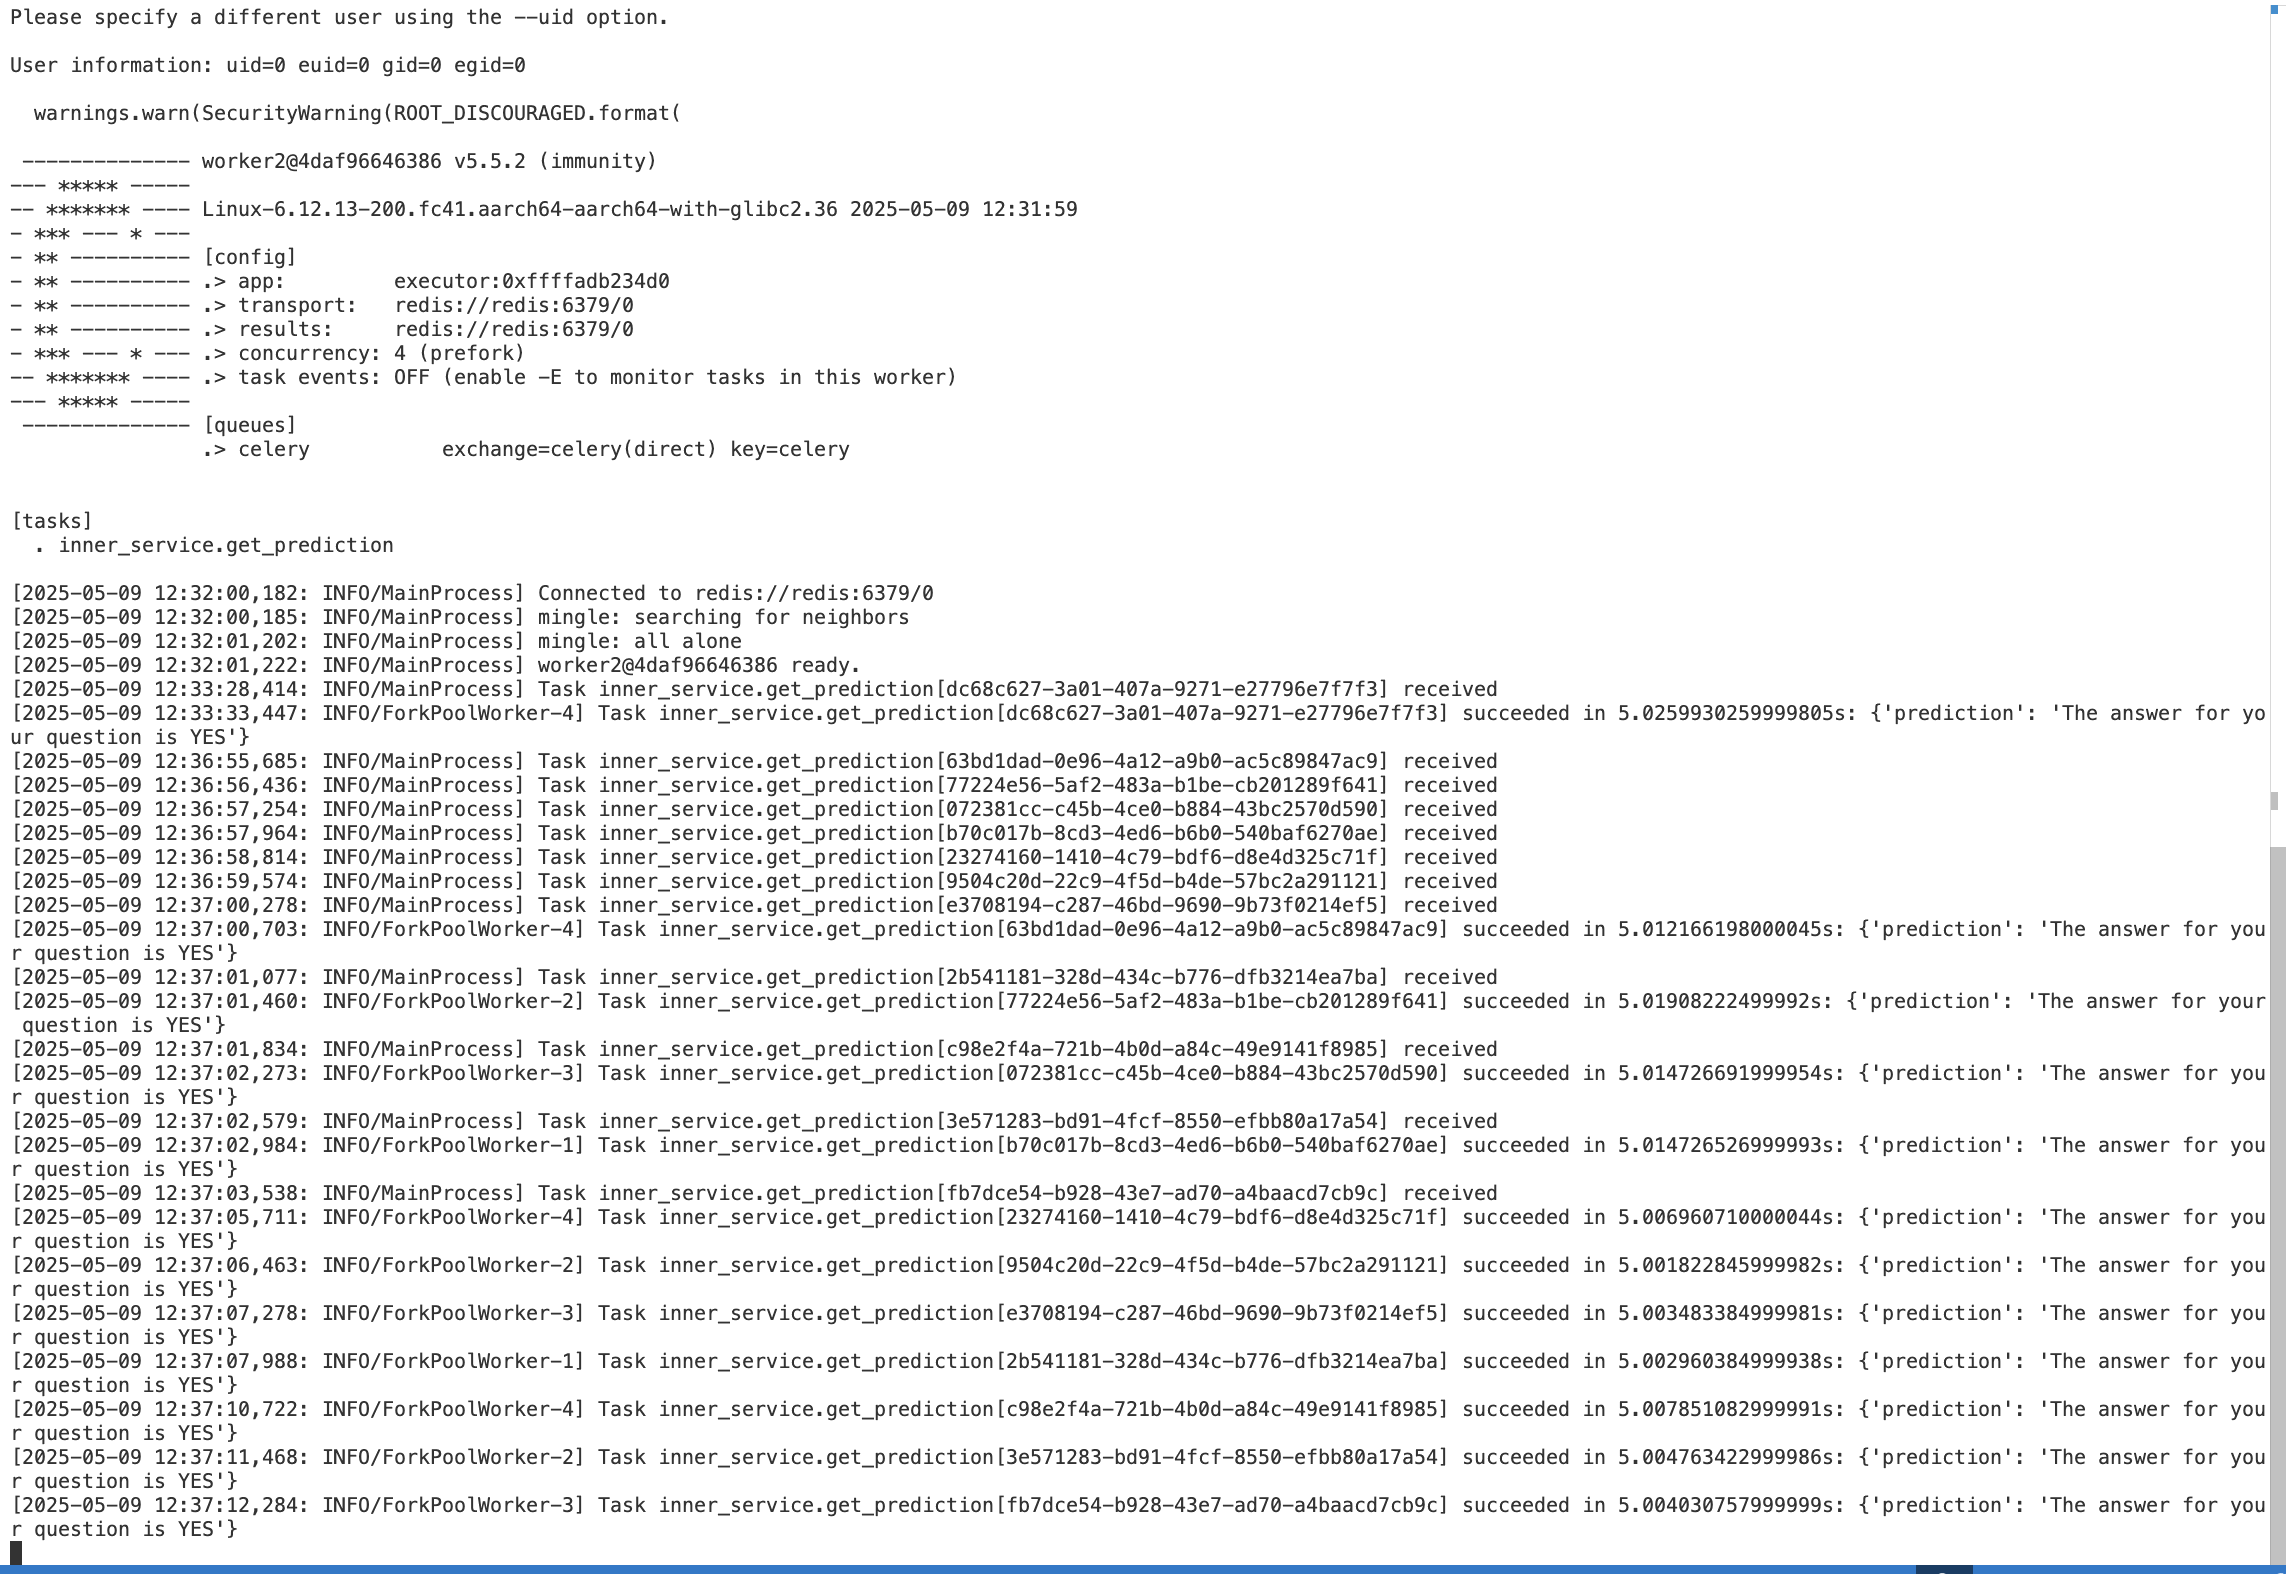 Please specify a different user using the --uid option.
User information: uid=0 euid=0 gid=0 egid=0
  warnings.warn(SecurityWarning(ROOT_DISCOURAGED.format(
 -------------- worker2@4daf96646386 v5.5.2 (immunity)
--- ***** -----
-- ******* ---- Linux-6.12.13-200.fc41.aarch64-aarch64-with-glibc2.36 2025-05-09 12:31:59
- *** --- * ---
- ** ---------- [config]
- ** ---------- .> app:         executor:0xffffadb234d0
- ** ---------- .> transport:   redis://redis:6379/0
- ** ---------- .> results:     redis://redis:6379/0
- *** --- * --- .> concurrency: 4 (prefork)
-- ******* ---- .> task events: OFF (enable -E to monitor tasks in this worker)
--- ***** -----
 -------------- [queues]
                .> celery           exchange=celery(direct) key=celery
[tasks]
  . inner_service.get_prediction
[2025-05-09 12:32:00,182: INFO/MainProcess] Connected to redis://redis:6379/0
[2025-05-09 12:32:00,185: INFO/MainProcess] mingle: searching for neighbors
[2025-05-09 12:32:01,202: INFO/MainProcess] mingle: all alone
[2025-05-09 12:32:01,222: INFO/MainProcess] worker2@4daf96646386 ready.
[2025-05-09 12:33:28,414: INFO/MainProcess] Task inner_service.get_prediction[dc68c627-3a01-407a-9271-e27796e7f7f3] received
[2025-05-09 12:33:33,447: INFO/ForkPoolWorker-4] Task inner_service.get_prediction[dc68c627-3a01-407a-9271-e27796e7f7f3] succeeded in 5.0259930259999805s: {'prediction': 'The answer for yo
ur question is YES'}
[2025-05-09 12:36:55,685: INFO/MainProcess] Task inner_service.get_prediction[63bd1dad-0e96-4a12-a9b0-ac5c89847ac9] received
[2025-05-09 12:36:56,436: INFO/MainProcess] Task inner_service.get_prediction[77224e56-5af2-483a-b1be-cb201289f641] received
[2025-05-09 12:36:57,254: INFO/MainProcess] Task inner_service.get_prediction[072381cc-c45b-4ce0-b884-43bc2570d590] received
[2025-05-09 12:36:57,964: INFO/MainProcess] Task inner_service.get_prediction[b70c017b-8cd3-4ed6-b6b0-540baf6270ae] received
[2025-05-09 12:36:58,814: INFO/MainProcess] Task inner_service.get_prediction[23274160-1410-4c79-bdf6-d8e4d325c71f] received
[2025-05-09 12:36:59,574: INFO/MainProcess] Task inner_service.get_prediction[9504c20d-22c9-4f5d-b4de-57bc2a291121] received
[2025-05-09 12:37:00,278: INFO/MainProcess] Task inner_service.get_prediction[e3708194-c287-46bd-9690-9b73f0214ef5] received
[2025-05-09 12:37:00,703: INFO/ForkPoolWorker-4] Task inner_service.get_prediction[63bd1dad-0e96-4a12-a9b0-ac5c89847ac9] succeeded in 5.012166198000045s: {'prediction': 'The answer for you
r question is YES'}
[2025-05-09 12:37:01,077: INFO/MainProcess] Task inner_service.get_prediction[2b541181-328d-434c-b776-dfb3214ea7ba] received
[2025-05-09 12:37:01,460: INFO/ForkPoolWorker-2] Task inner_service.get_prediction[77224e56-5af2-483a-b1be-cb201289f641] succeeded in 5.01908222499992s: {'prediction': 'The answer for your
 question is YES'}
[2025-05-09 12:37:01,834: INFO/MainProcess] Task inner_service.get_prediction[c98e2f4a-721b-4b0d-a84c-49e9141f8985] received
[2025-05-09 12:37:02,273: INFO/ForkPoolWorker-3] Task inner_service.get_prediction[072381cc-c45b-4ce0-b884-43bc2570d590] succeeded in 5.014726691999954s: {'prediction': 'The answer for you
r question is YES'}
[2025-05-09 12:37:02,579: INFO/MainProcess] Task inner_service.get_prediction[3e571283-bd91-4fcf-8550-efbb80a17a54] received
[2025-05-09 12:37:02,984: INFO/ForkPoolWorker-1] Task inner_service.get_prediction[b70c017b-8cd3-4ed6-b6b0-540baf6270ae] succeeded in 5.014726526999993s: {'prediction': 'The answer for you
r question is YES'}
[2025-05-09 12:37:03,538: INFO/MainProcess] Task inner_service.get_prediction[fb7dce54-b928-43e7-ad70-a4baacd7cb9c] received
[2025-05-09 12:37:05,711: INFO/ForkPoolWorker-4] Task inner_service.get_prediction[23274160-1410-4c79-bdf6-d8e4d325c71f] succeeded in 5.006960710000044s: {'prediction': 'The answer for you
r question is YES'}
[2025-05-09 12:37:06,463: INFO/ForkPoolWorker-2] Task inner_service.get_prediction[9504c20d-22c9-4f5d-b4de-57bc2a291121] succeeded in 5.001822845999982s: {'prediction': 'The answer for you
r question is YES'}
[2025-05-09 12:37:07,278: INFO/ForkPoolWorker-3] Task inner_service.get_prediction[e3708194-c287-46bd-9690-9b73f0214ef5] succeeded in 5.003483384999981s: {'prediction': 'The answer for you
r question is YES'}
[2025-05-09 12:37:07,988: INFO/ForkPoolWorker-1] Task inner_service.get_prediction[2b541181-328d-434c-b776-dfb3214ea7ba] succeeded in 5.002960384999938s: {'prediction': 'The answer for you
r question is YES'}
[2025-05-09 12:37:10,722: INFO/ForkPoolWorker-4] Task inner_service.get_prediction[c98e2f4a-721b-4b0d-a84c-49e9141f8985] succeeded in 5.007851082999991s: {'prediction': 'The answer for you
r question is YES'}
[2025-05-09 12:37:11,468: INFO/ForkPoolWorker-2] Task inner_service.get_prediction[3e571283-bd91-4fcf-8550-efbb80a17a54] succeeded in 5.004763422999986s: {'prediction': 'The answer for you
r question is YES'}
[2025-05-09 12:37:12,284: INFO/ForkPoolWorker-3] Task inner_service.get_prediction[fb7dce54-b928-43e7-ad70-a4baacd7cb9c] succeeded in 5.004030757999999s: {'prediction': 'The answer for you
r question is YES'}